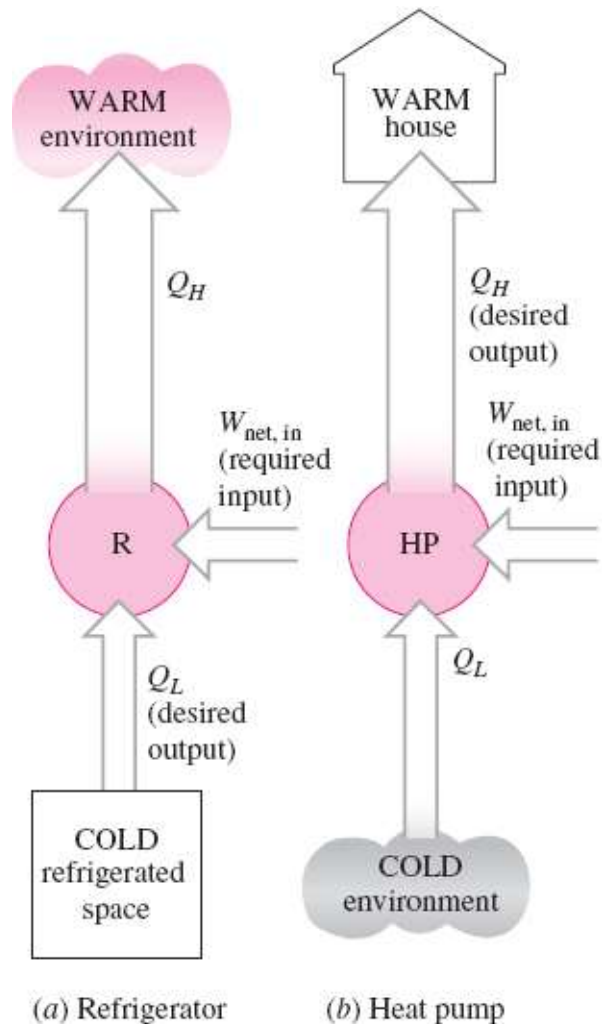 WARM
environment
Q_H
W_net, in
(required
input)
R
Q_L
(desired
output)
COLD
refrigerated
space
(a) Refrigerator
WARM
house
Q_H
(desired
output)
W_net, in
(required
input)
HP
Q_L
COLD
environment
(b) Heat pump